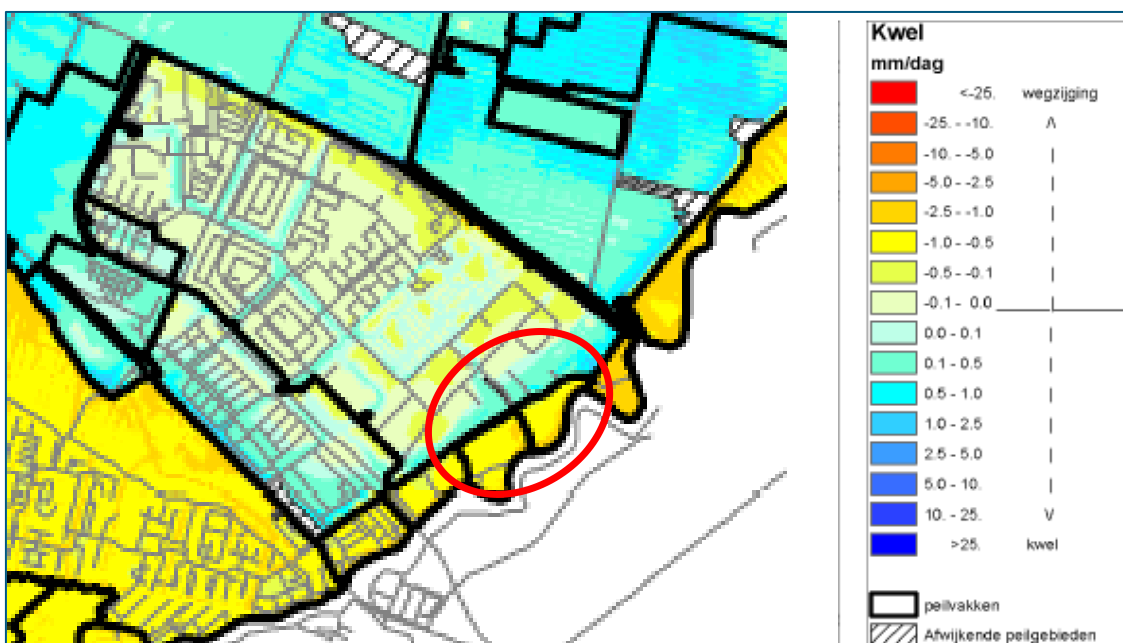 Kwel
mm/dag
<-25. wegzijging
-25. - -10. ʌ
-10. - -5.0 |
-5.0 - -2.5 |
-2.5 - -1.0 |
-1.0 - -0.5 |
-0.5 - -0.1 |
-0.1 - 0.0 |
0.0 - 0.1 |
0.1 - 0.5 |
0.5 - 1.0 |
1.0 - 2.5 |
2.5 - 5.0 |
5.0 - 10. |
10. - 25. V
>25. kwel
peilvakken
Afwijkende peilgebieden